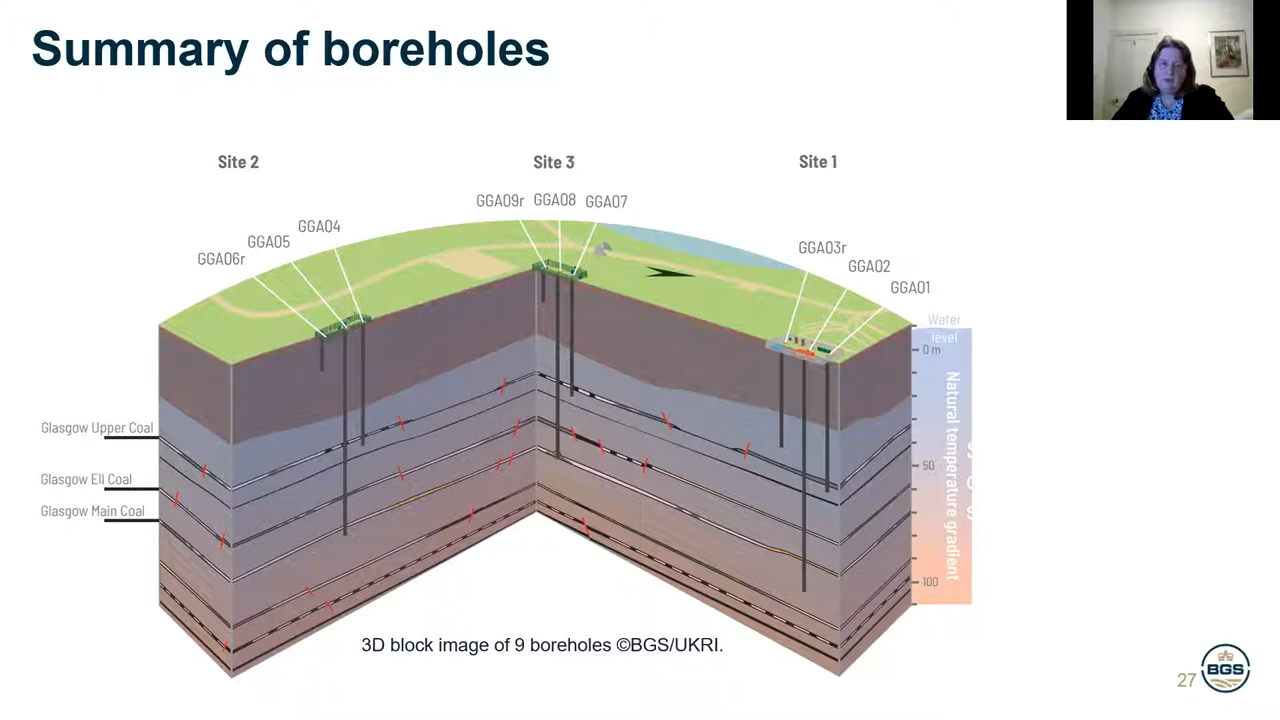 Summary of boreholes
Site 2
Site 3
Site 1
GGA09r
GGA08
GGA07
GGA04
GGA05
GGA06r
GGA03r
GGA02
GGA01
Water
level
0 m
Natural temperature gradient
Glasgow Upper Coal
50
Glasgow Ell Coal
Glasgow Main Coal
100
3D block image of 9 boreholes ©BGS/UKRI.
27
BGS